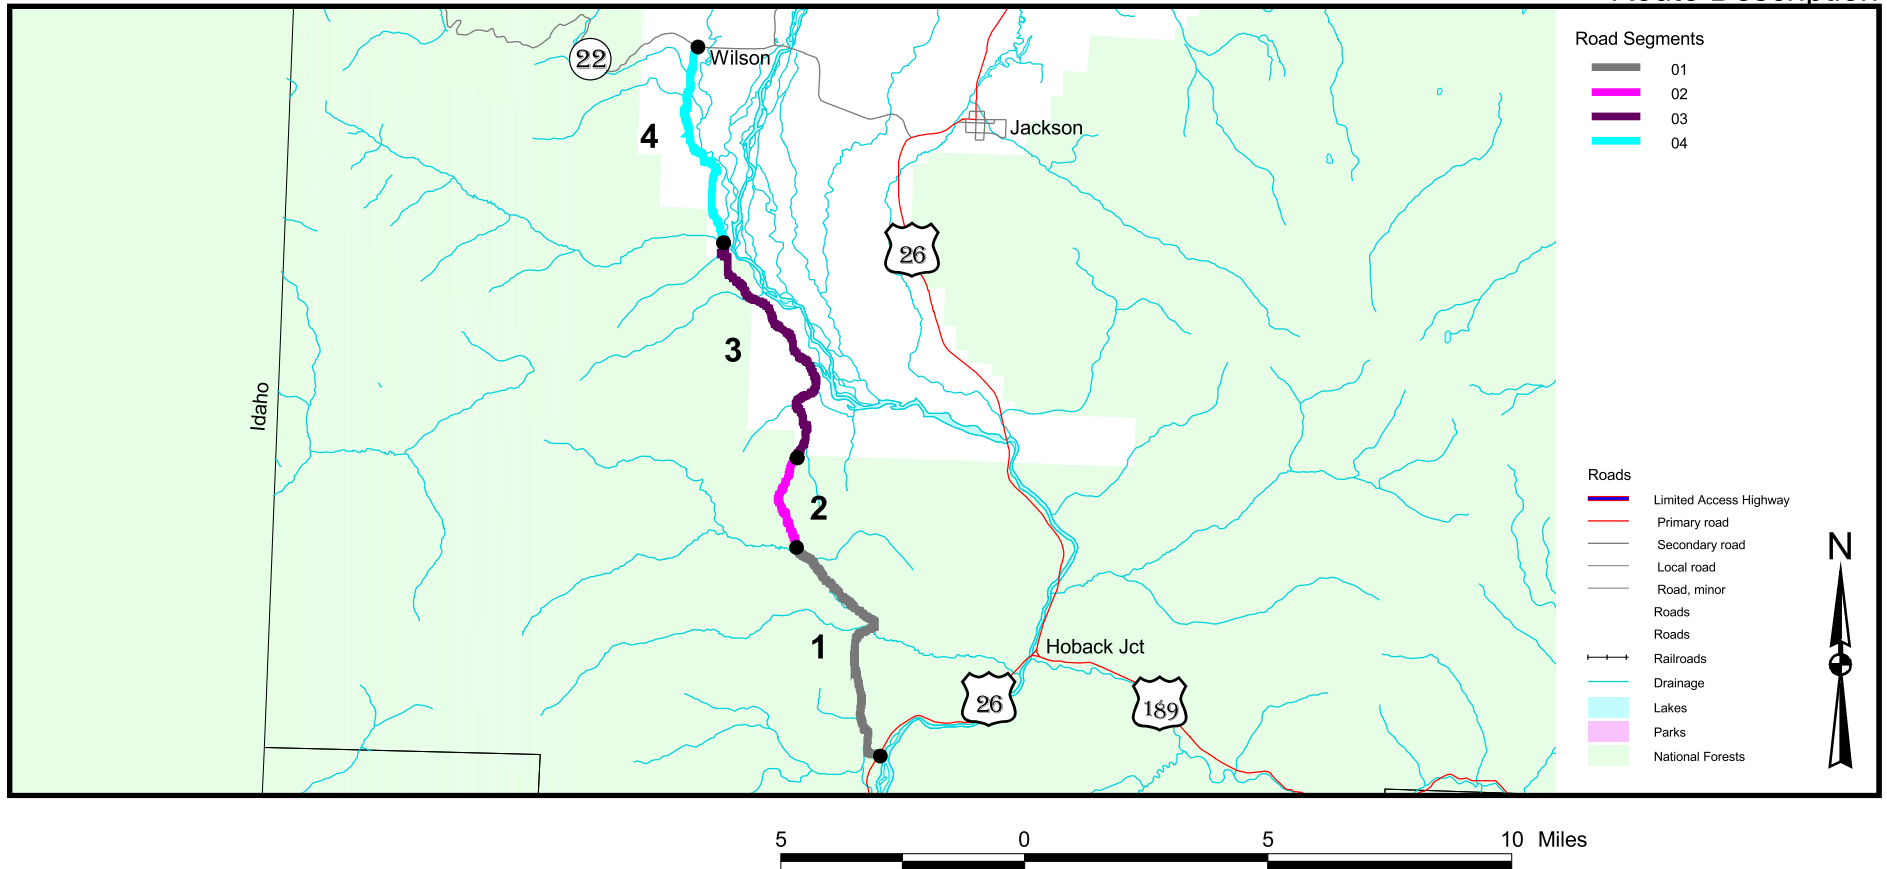 Route Description
Road Segments
01
02
03
04
22
Wilson
Jackson
4
26
3
Idaho
2
Roads
Limited Access Highway
Primary road
Secondary road
Local road
Road, minor
Roads
Roads
Railroads
Drainage
Lakes
Parks
National Forests
N
1
Hoback Jct
26
189
5 0 5 10 Miles